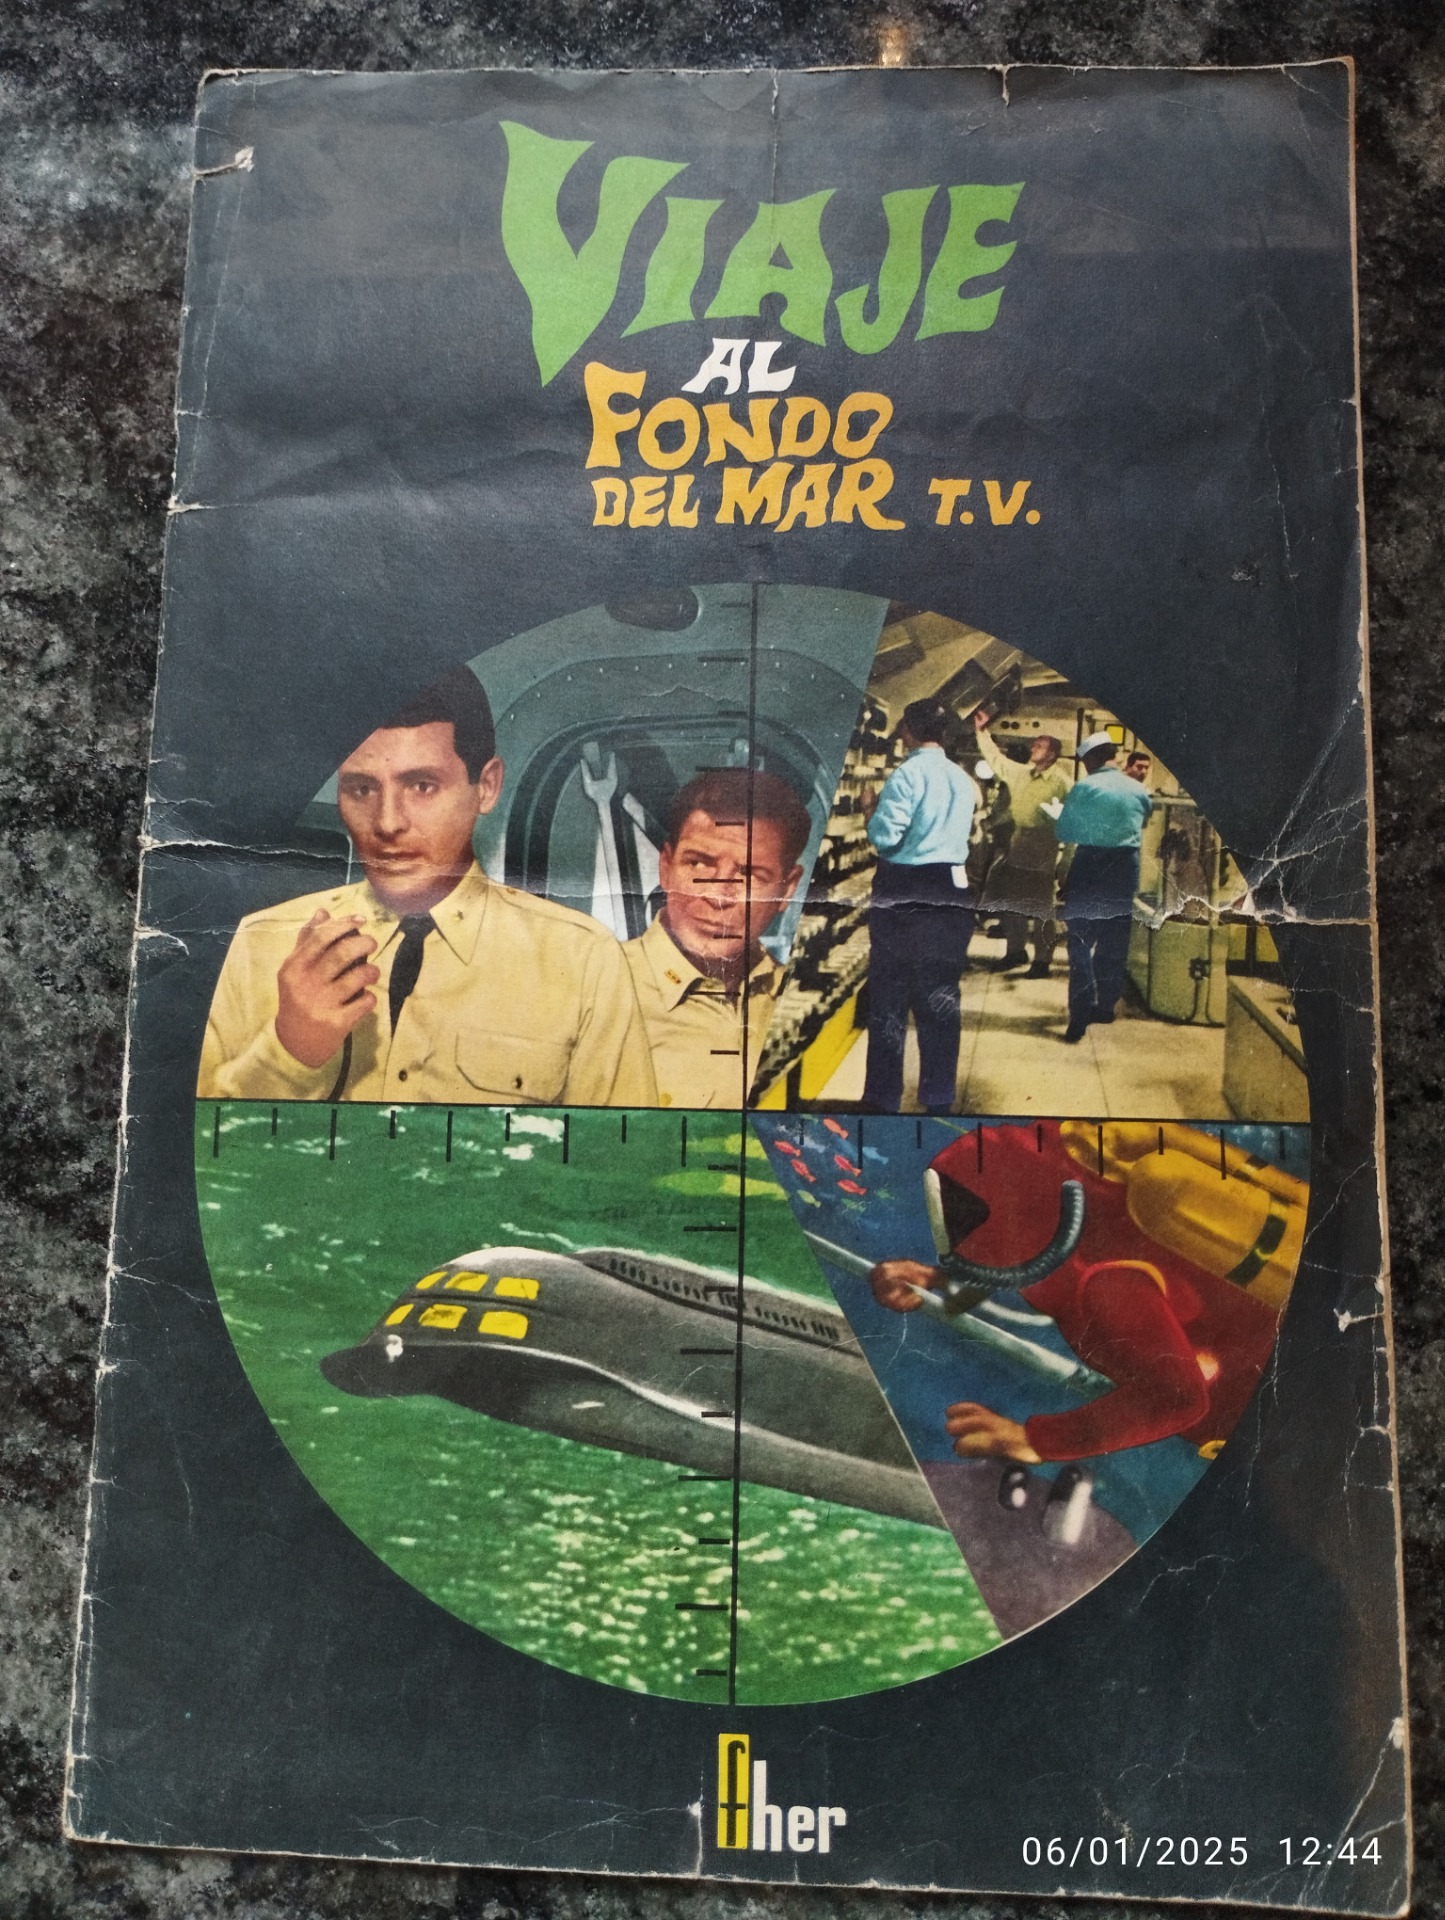 VIAJE
AL
FONDO
DEL MAR T.V.
fher
06/01/2025 12:44